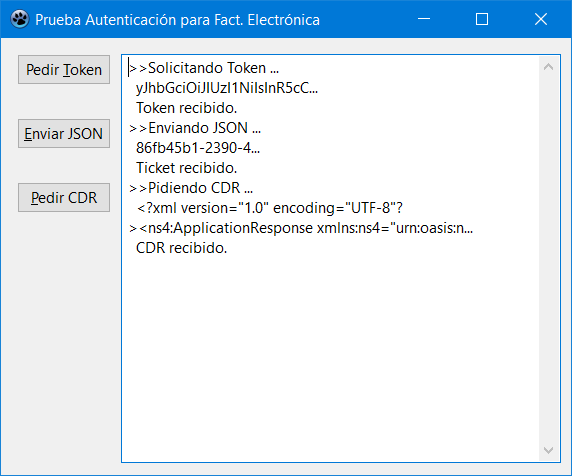 Prueba Autenticación para Fact. Electrónica
Pedir Token
Enviar JSON
Pedir CDR
>>Solicitando Token ...
yJhbGciOiJIUzI1NiIsInR5cC...
Token recibido.
>>Enviando JSON ...
86fb45b1-2390-4...
Ticket recibido.
>>Pidiendo CDR ...
<?xml version="1.0" encoding="UTF-8"?
><ns4:ApplicationResponse xmlns:ns4="urn:oasis:n...
CDR recibido.